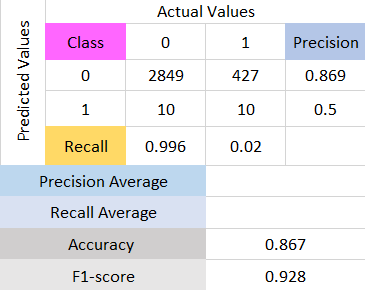 Actual Values
Predicted Values
Class 0 1 Precision
0 2849 427 0.869
1 10 10 0.5
Recall 0.996 0.02
Precision Average
Recall Average
Accuracy 0.867
F1-score 0.928